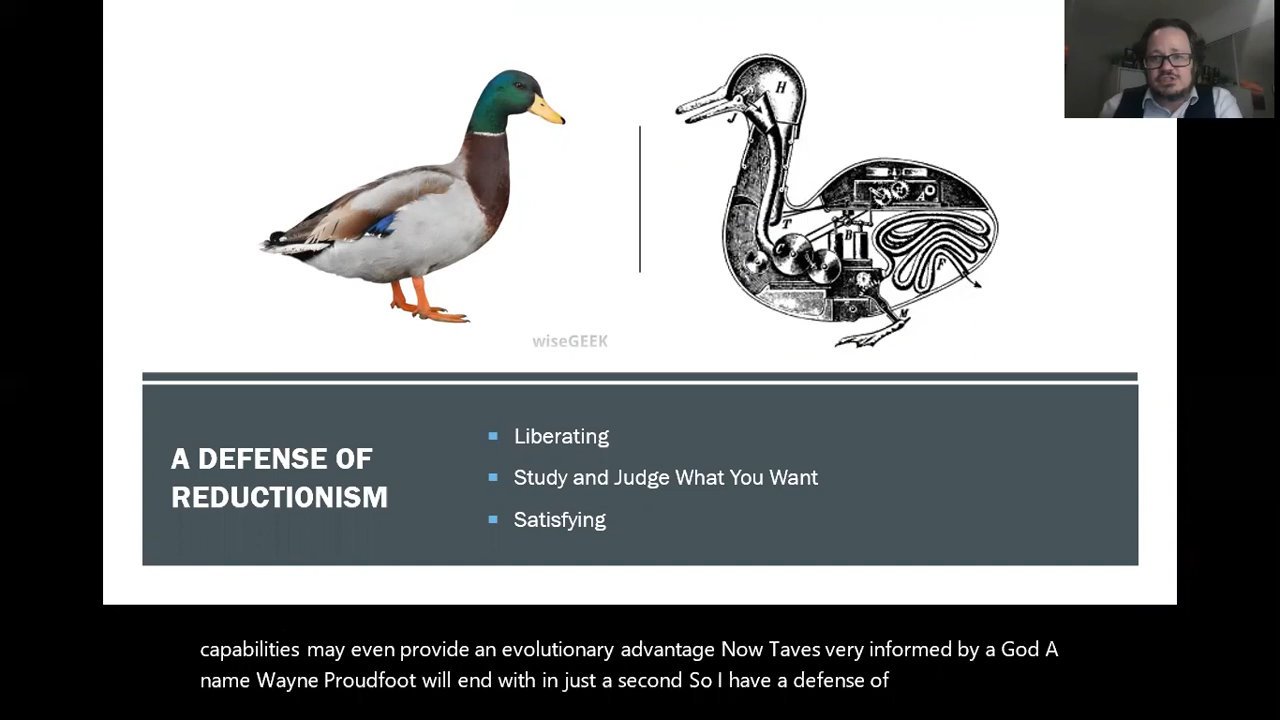 H
J
T
A
B
C
F
M
wiseGEEK
A DEFENSE OF
REDUCTIONISM
Liberating
Study and Judge What You Want
Satisfying
capabilities may even provide an evolutionary advantage Now Taves very informed by a God A
name Wayne Proudfoot will end with in just a second So I have a defense of